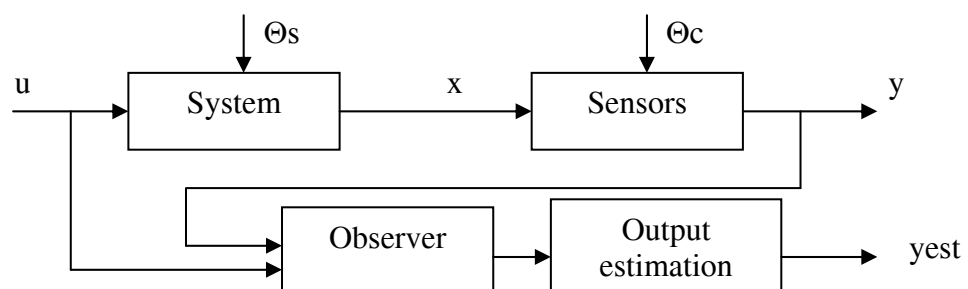 Θs
Θc
u
System
x
Sensors
y
Observer
Output
estimation
yest